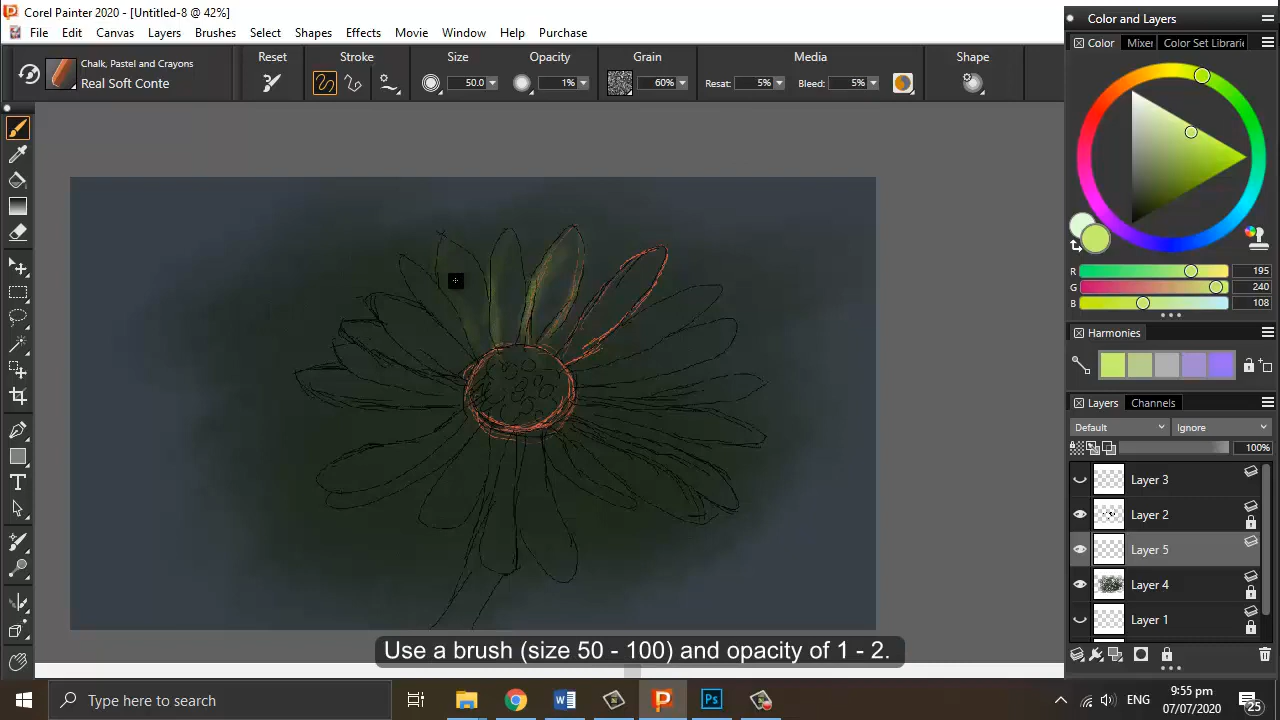 Corel Painter 2020 - [Untitled-8 @ 42%]
File Edit Canvas Layers Brushes Select Shapes Effects Movie Window Help Purchase
Chalk, Pastel and Crayons
Real Soft Conte
Reset Stroke Size Opacity Grain Media Shape
50.0 1% 60% Resat: 5% Bleed: 5%
Color and Layers
Color Mixe Color Set Librarie
R 195
G 240
B 108
Harmonies
Layers Channels
Default Ignore
100%
Layer 3
Layer 2
Layer 5
Layer 4
Layer 1
Use a brush (size 50 - 100) and opacity of 1 - 2.
Type here to search
ENG
9:55 pm
07/07/2020
25